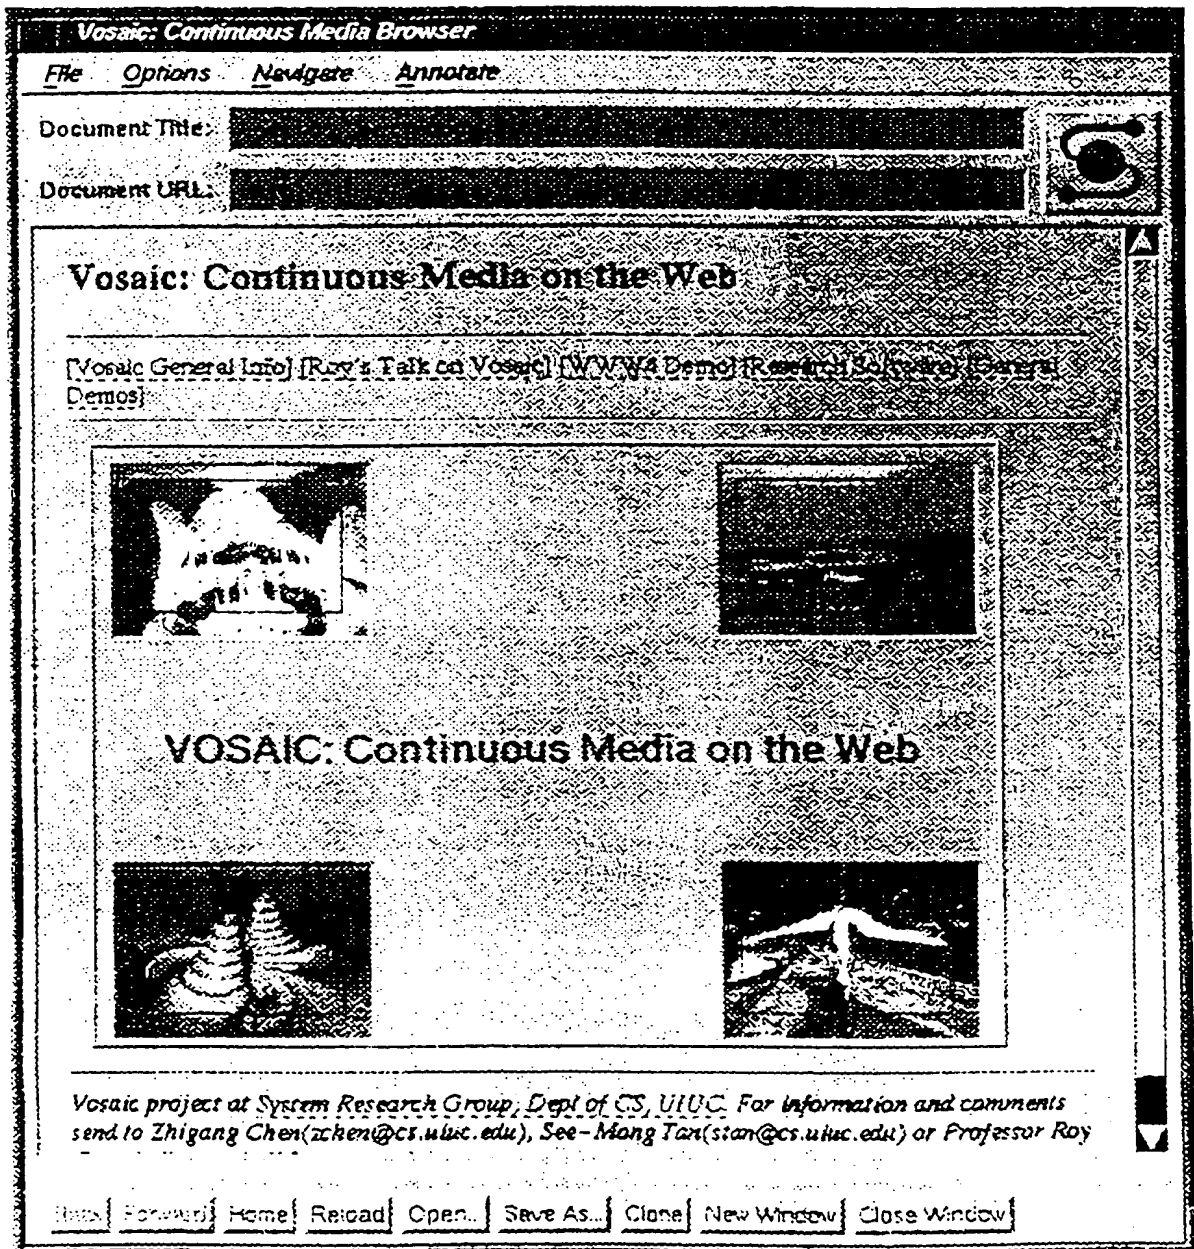 Vosaic: Continuous Media Browser
File Options Navigate Annotate
Document Title:
Document URL:
Vosaic: Continuous Media on the Web
[Vosaic General Info] [Roy's Talk on Vosaic] [WWW4 Demo] [Research Software] [General
Demos]
VOSAIC: Continuous Media on the Web
Vosaic project at System Research Group, Dept of CS, UIUC. For information and comments
send to Zhigang Chen(zchen@cs.uiuc.edu), See-Mong Tan(stan@cs.uiuc.edu) or Professor Roy
Back Forward Home Reload Open... Save As... Clone New Window Close Window